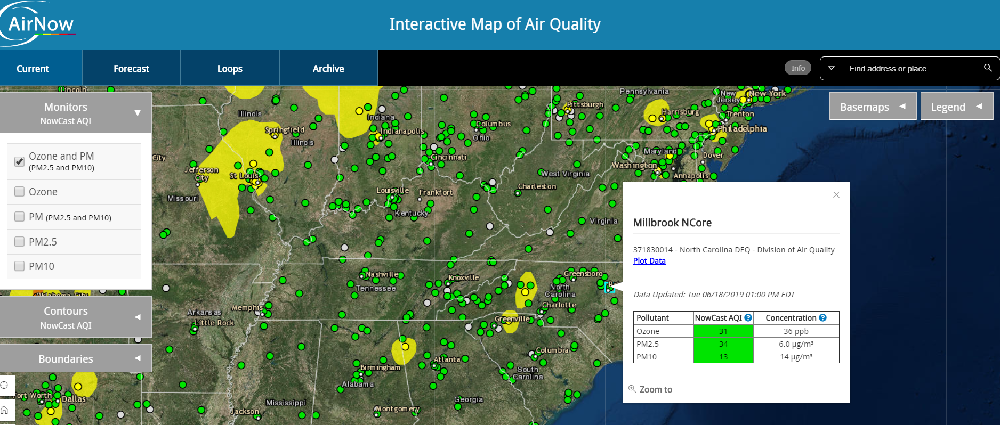 AirNow
Interactive Map of Air Quality
Current
Forecast
Loops
Archive
Info
Find address or place
Monitors
NowCast AQI
Ozone and PM
(PM2.5 and PM10)
Ozone
PM (PM2.5 and PM10)
PM2.5
PM10
Contours
NowCast AQI
Boundaries
Basemaps
Legend
Lincoln
Illinois
Springfield
Illinois
Indiana
Indianapolis
Columbus
Ohio
Cincinnati
Pittsburgh
Pennsylvania
Harrisburg
New
Jersey
New York
Trenton
Philadelphia
Maryland
Dover
Washington
Annapolis
City
Jefferson
City
St Louis
Missouri
Louisville
Frankfort
Kentucky
West Virginia
Charleston
Virginia
Nashville
Tennessee
Knoxville
Greensboro
North
Carolina
Charlotte
Greenville
Oklahoma City
Arkansas
Little Rock
Memphis
Atlanta
Birmingham
Alabama
Columbia
South
Carolina
Georgia
Mississippi
Jackson
Montgomery
Fort Worth
Dallas
Millbrook NCore
371830014 - North Carolina DEQ - Division of Air Quality
Plot Data
Data Updated: Tue 06/18/2019 01:00 PM EDT
Pollutant NowCast AQI ? Concentration ?
Ozone 31 36 ppb
PM2.5 34 6.0 µg/m³
PM10 13 14 µg/m³
Zoom to